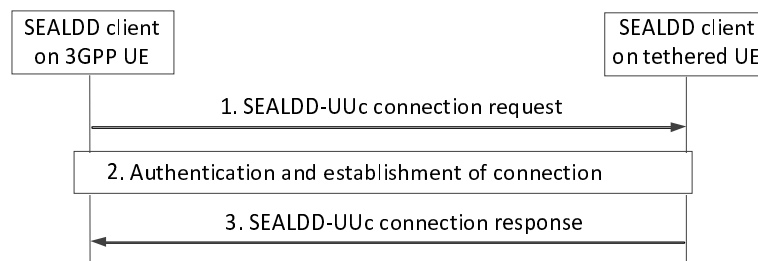 SEALDD client
on 3GPP UE
SEALDD client
on tethered UE
1. SEALDD-UUc connection request
2. Authentication and establishment of connection
3. SEALDD-UUc connection response